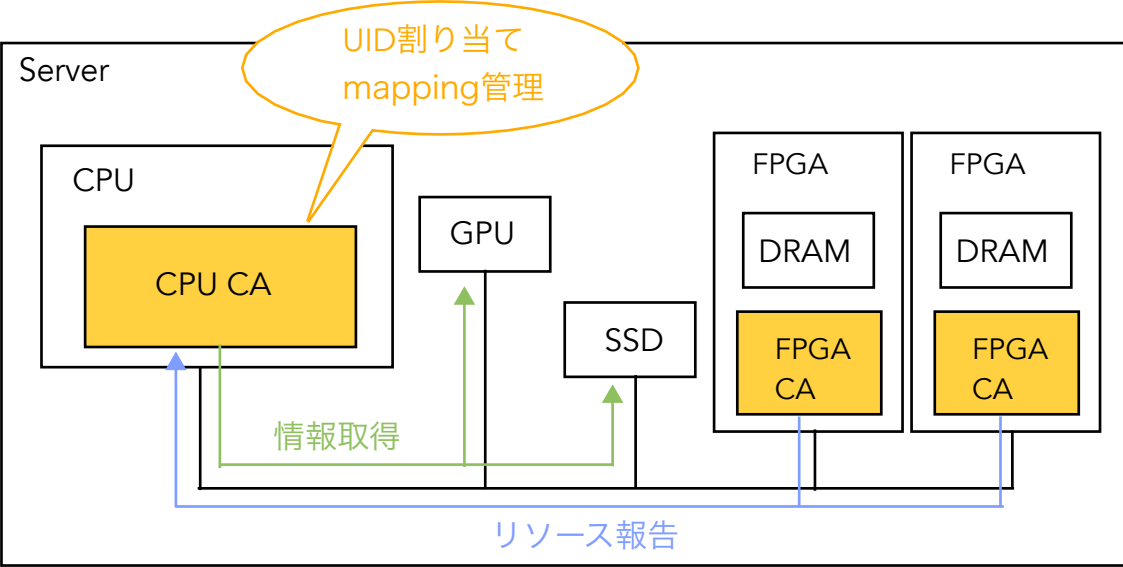 UID割り当て
mapping管理
Server
CPU
CPU CA
GPU
SSD
FPGA
DRAM
FPGA
CA
FPGA
DRAM
FPGA
CA
情報取得
リソース報告